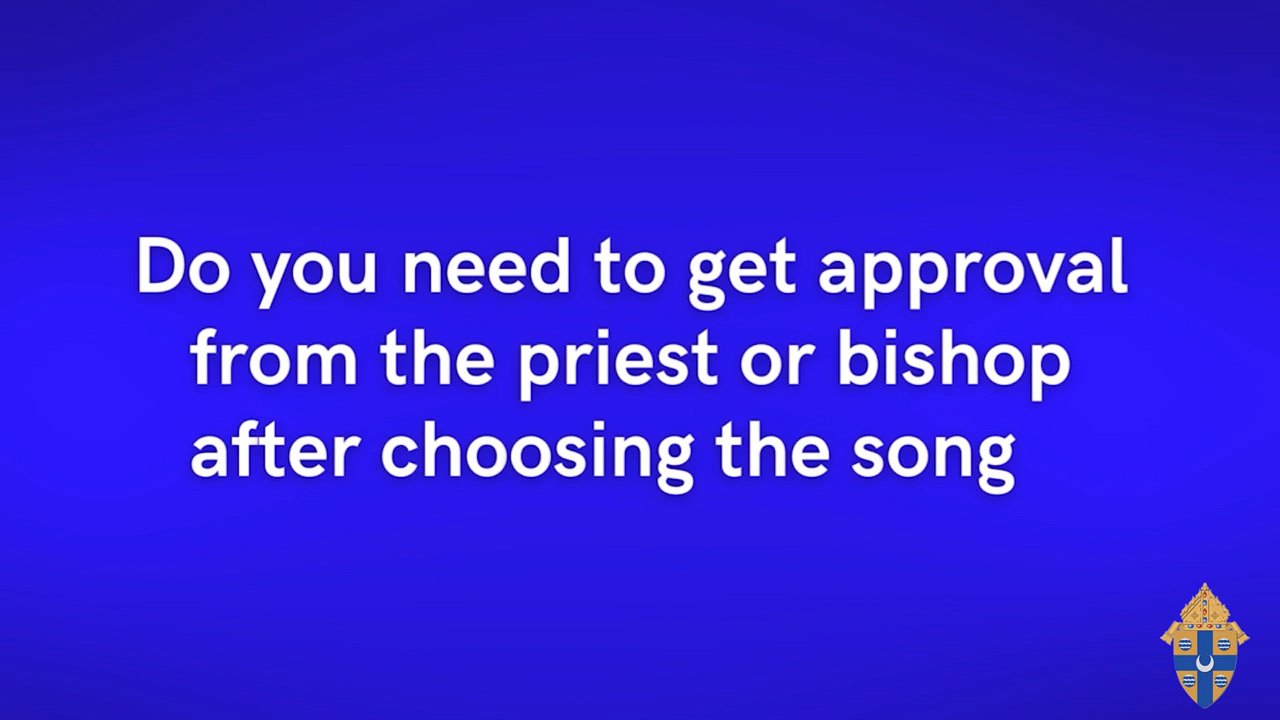 Do you need to get approval
from the priest or bishop
after choosing the song